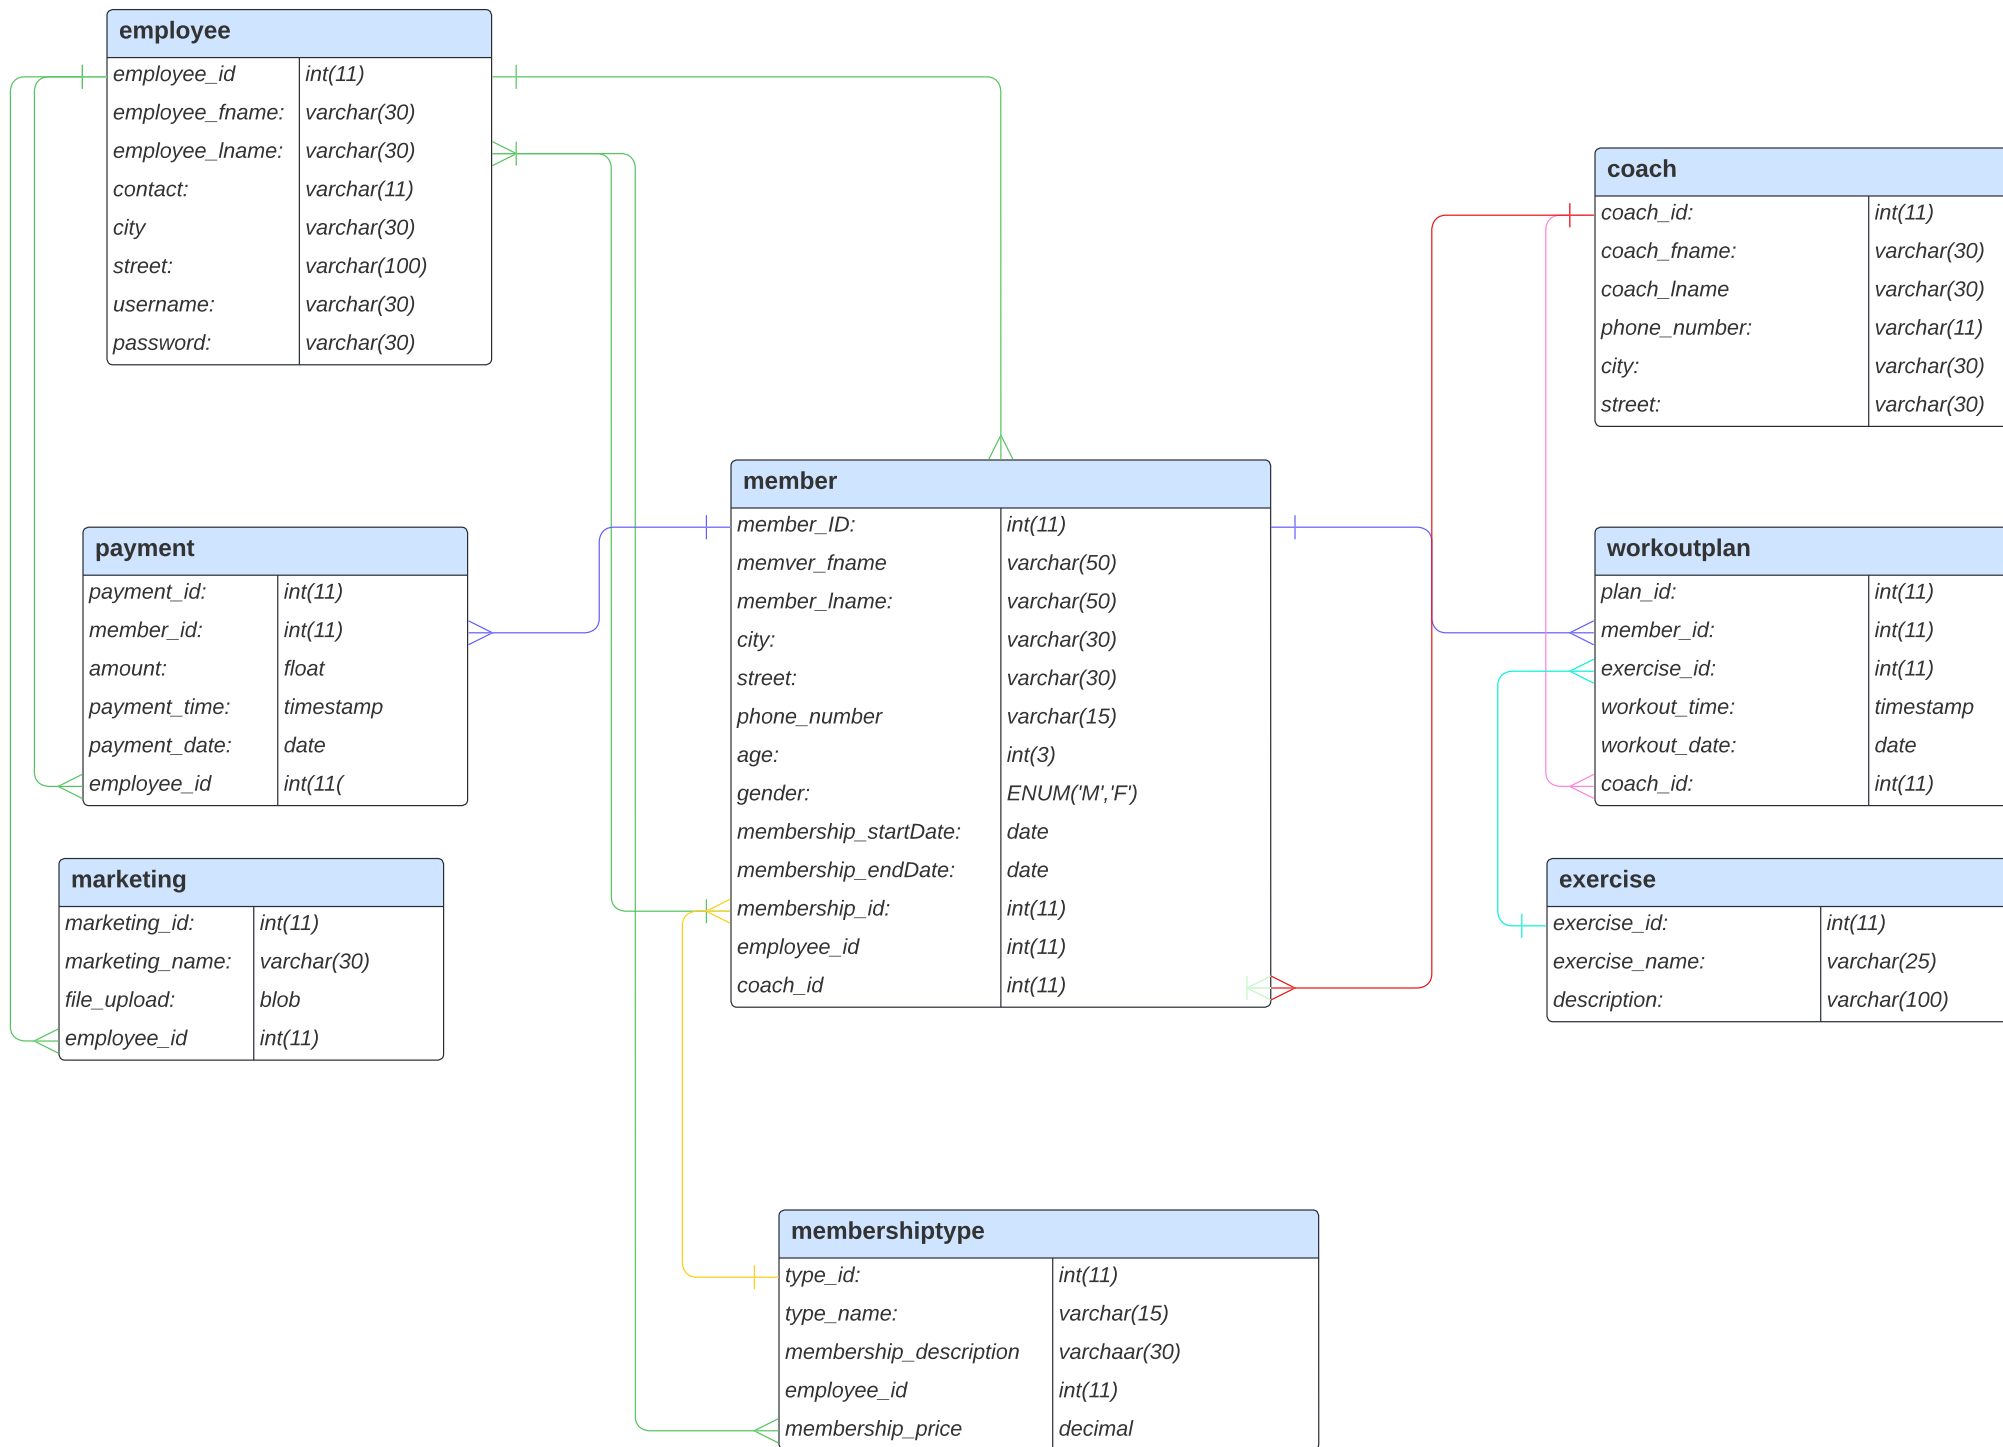 employee
employee_id int(11)
employee_fname: varchar(30)
employee_lname: varchar(30)
contact: varchar(11)
city varchar(30)
street: varchar(100)
username: varchar(30)
password: varchar(30)
coach
coach_id: int(11)
coach_fname: varchar(30)
coach_lname varchar(30)
phone_number: varchar(11)
city: varchar(30)
street: varchar(30)
member
member_ID: int(11)
memver_fname varchar(50)
member_lname: varchar(50)
city: varchar(30)
street: varchar(30)
phone_number varchar(15)
age: int(3)
gender: ENUM('M','F')
membership_startDate: date
membership_endDate: date
membership_id: int(11)
employee_id int(11)
coach_id int(11)
payment
payment_id: int(11)
member_id: int(11)
amount: float
payment_time: timestamp
payment_date: date
employee_id int(11(
workoutplan
plan_id: int(11)
member_id: int(11)
exercise_id: int(11)
workout_time: timestamp
workout_date: date
coach_id: int(11)
marketing
marketing_id: int(11)
marketing_name: varchar(30)
file_upload: blob
employee_id int(11)
exercise
exercise_id: int(11)
exercise_name: varchar(25)
description: varchar(100)
membershiptype
type_id: int(11)
type_name: varchar(15)
membership_description varchaar(30)
employee_id int(11)
membership_price decimal